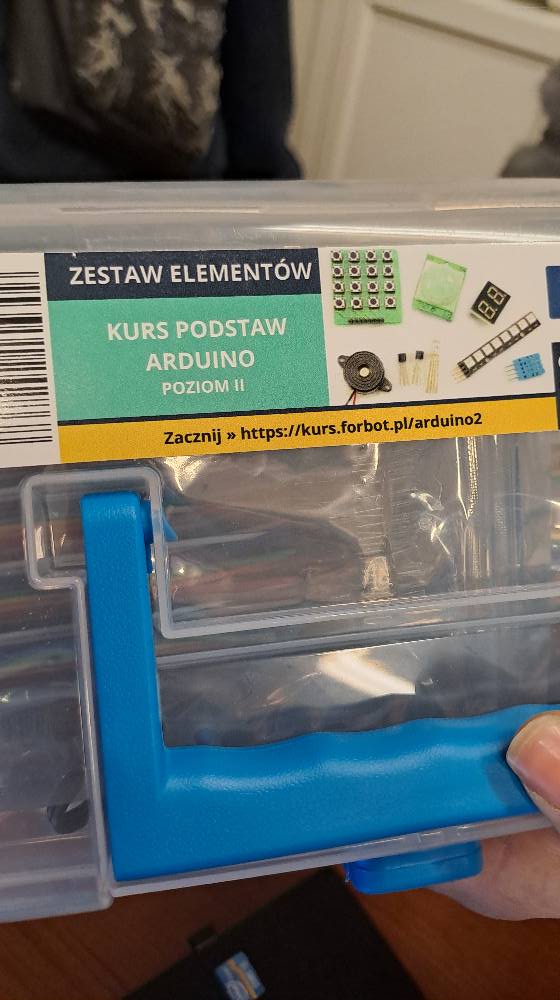 ZESTAW ELEMENTÓW
KURS PODSTAW
ARDUINO
POZIOM II
Zacznij » https://kurs.forbot.pl/arduino2